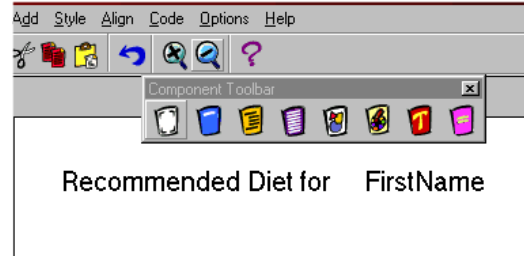 Add Style Align Code Options Help
Component Toolbar
Recommended Diet for FirstName